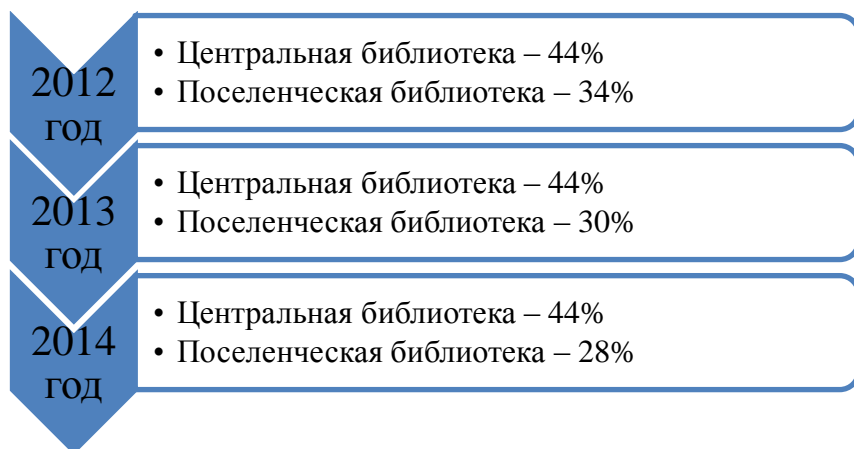 2012
год
• Центральная библиотека – 44%
• Поселенческая библиотека – 34%
2013
год
• Центральная библиотека – 44%
• Поселенческая библиотека – 30%
2014
год
• Центральная библиотека – 44%
• Поселенческая библиотека – 28%